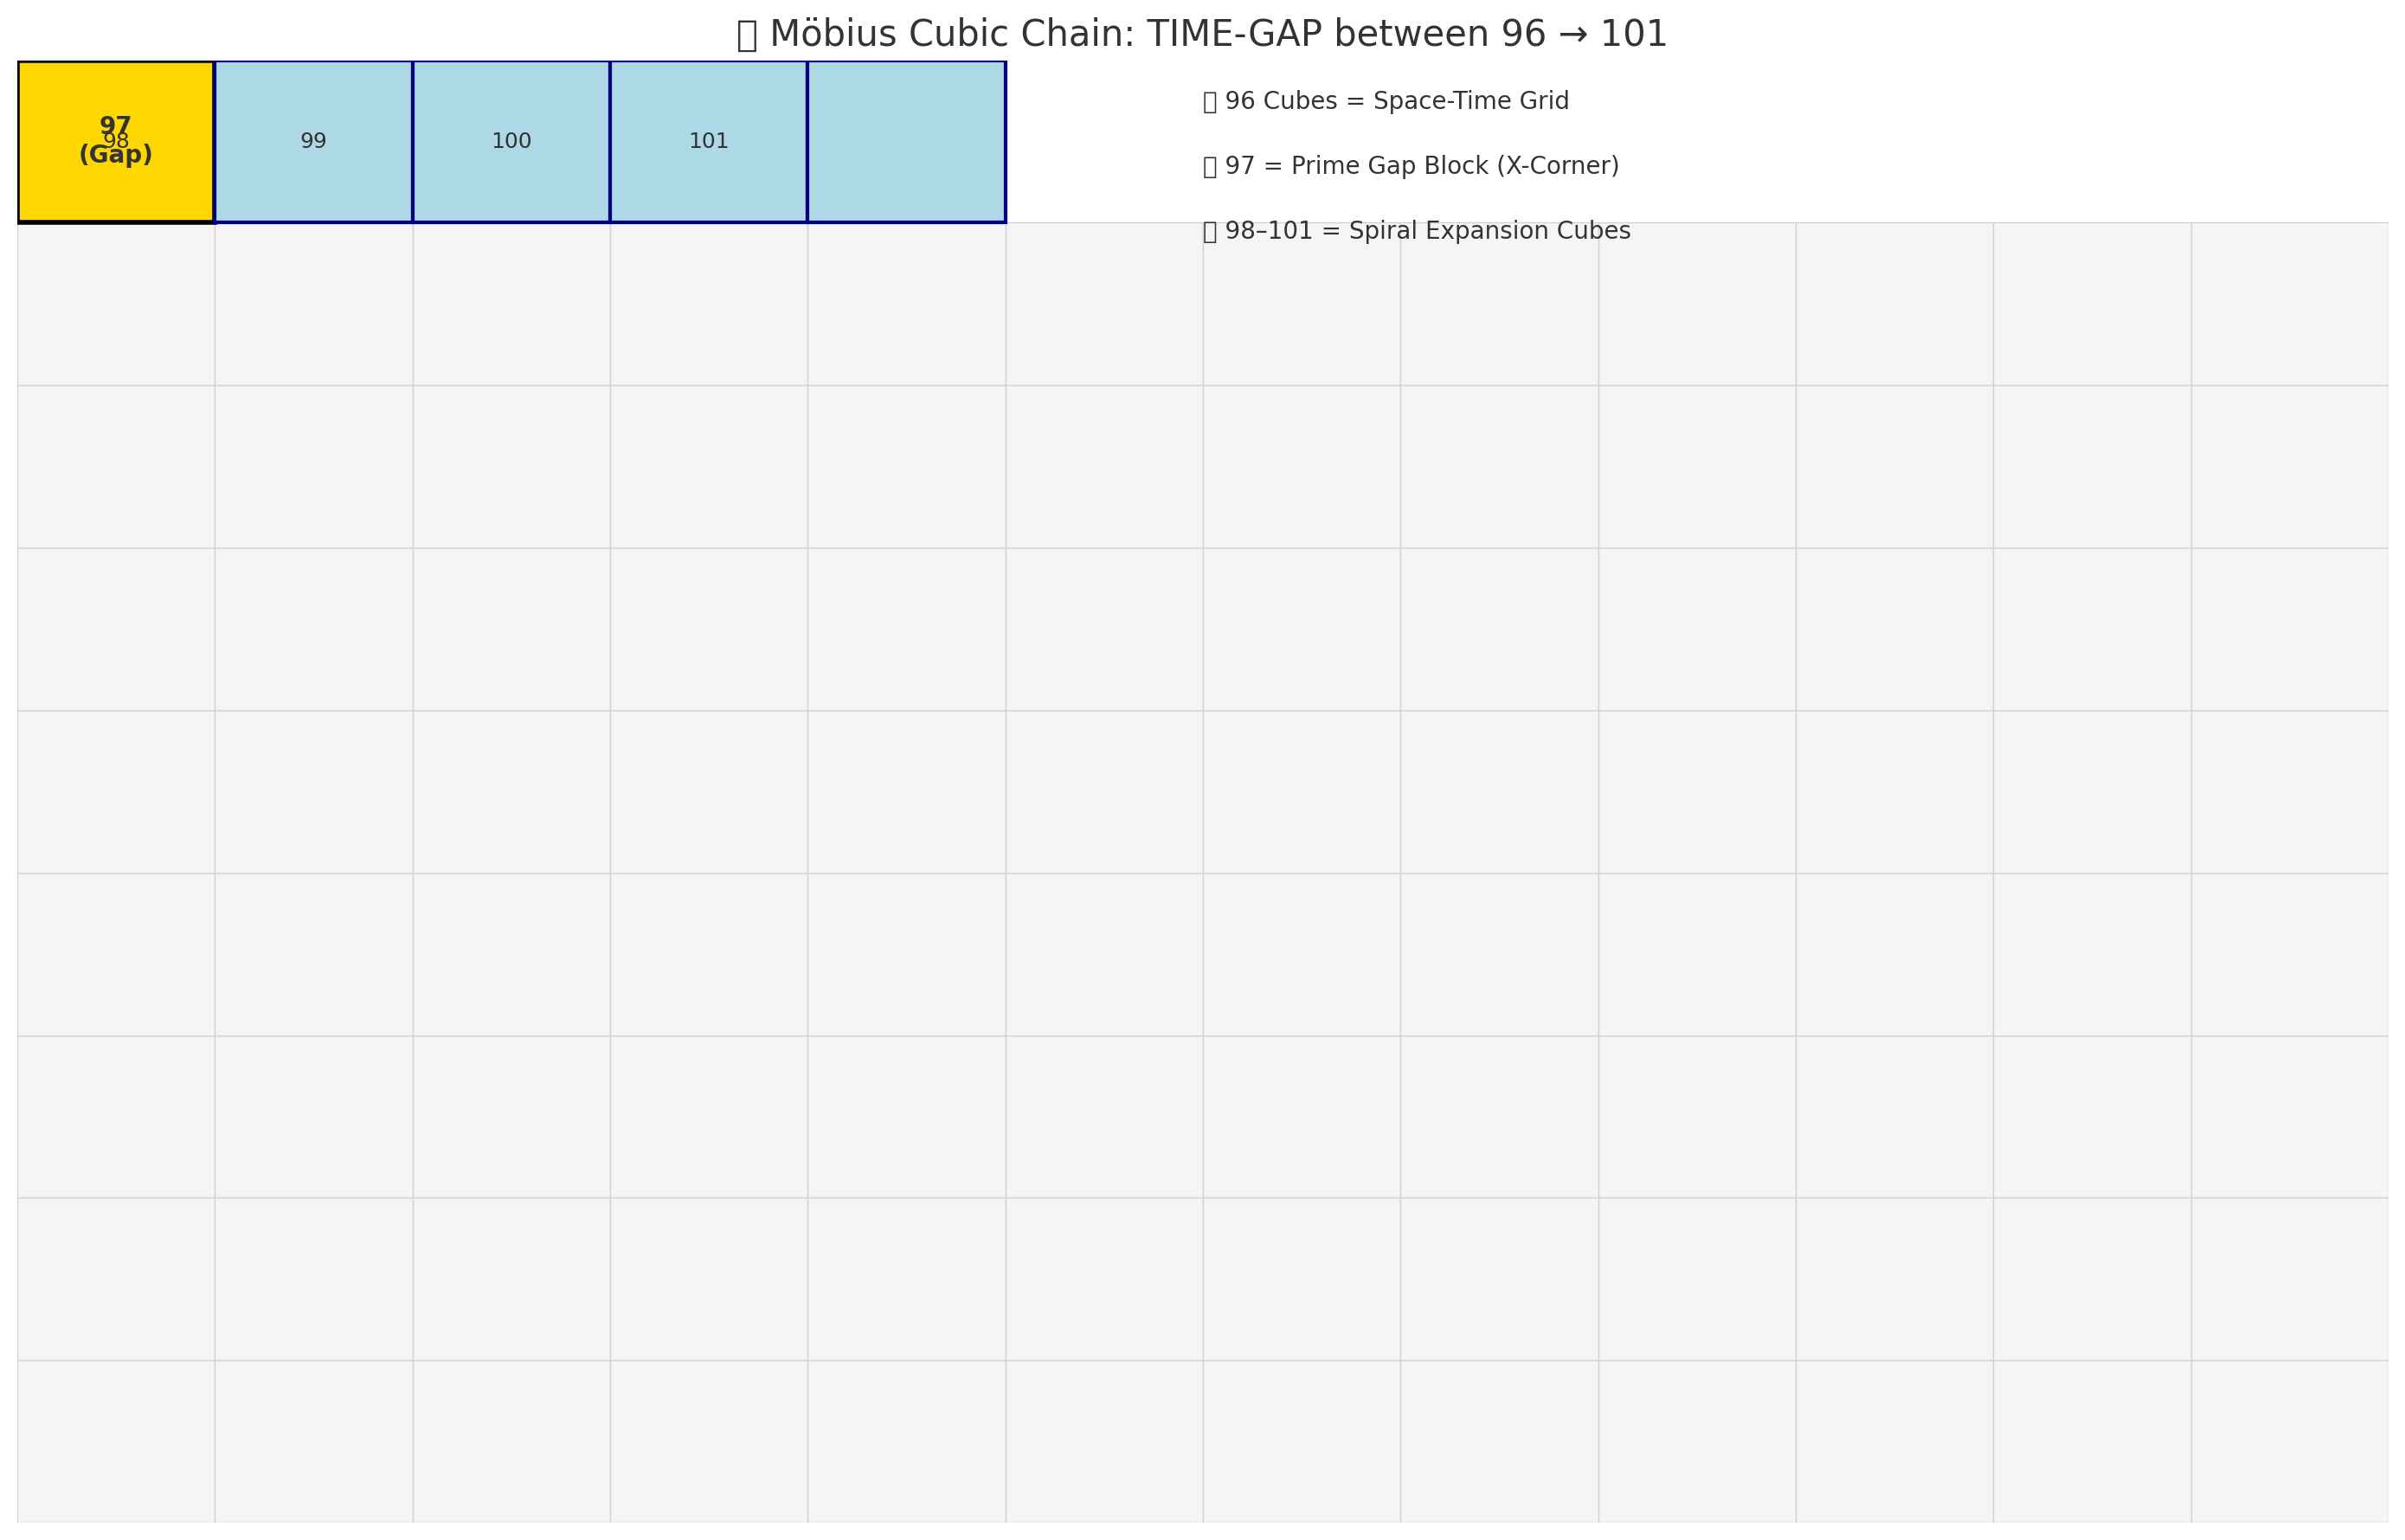 Möbius Cubic Chain: TIME-GAP between 96 → 101
97
98
(Gap)
99
100
101
96 Cubes = Space-Time Grid
97 = Prime Gap Block (X-Corner)
98–101 = Spiral Expansion Cubes